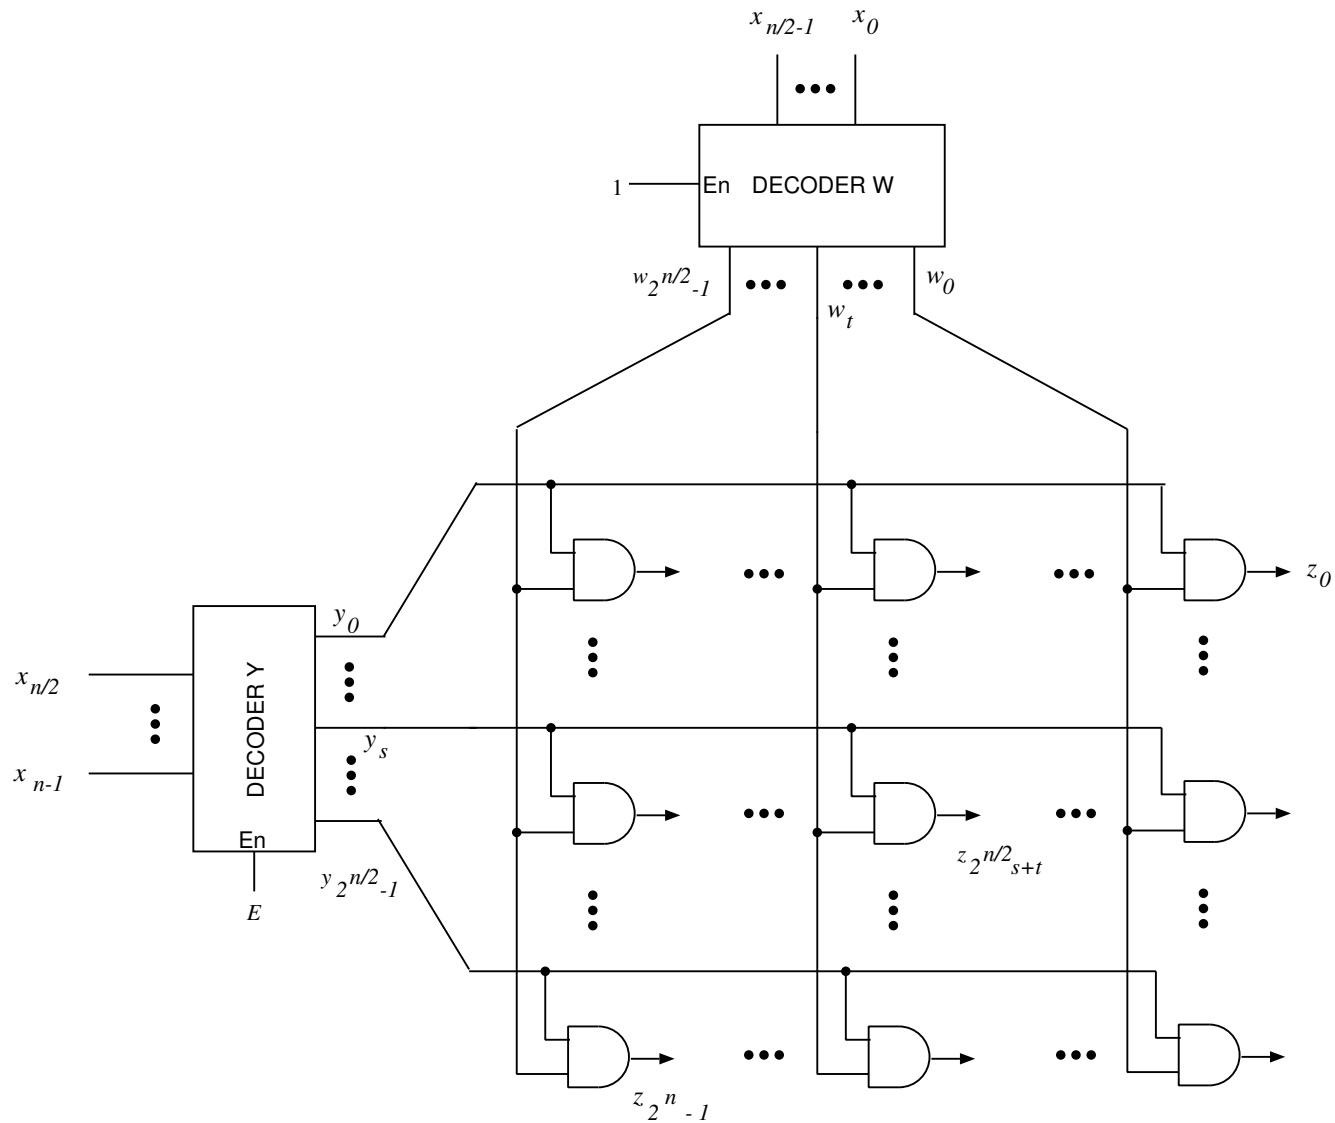 x n/2-1 x 0
1 En DECODER W
w 2 n/2 -1 w t w 0
y 0
z 0
x n/2
DECODER Y
y s
x n-1
En
y 2 n/2 -1
z 2 n/2 s+t
E
z 2 n - 1